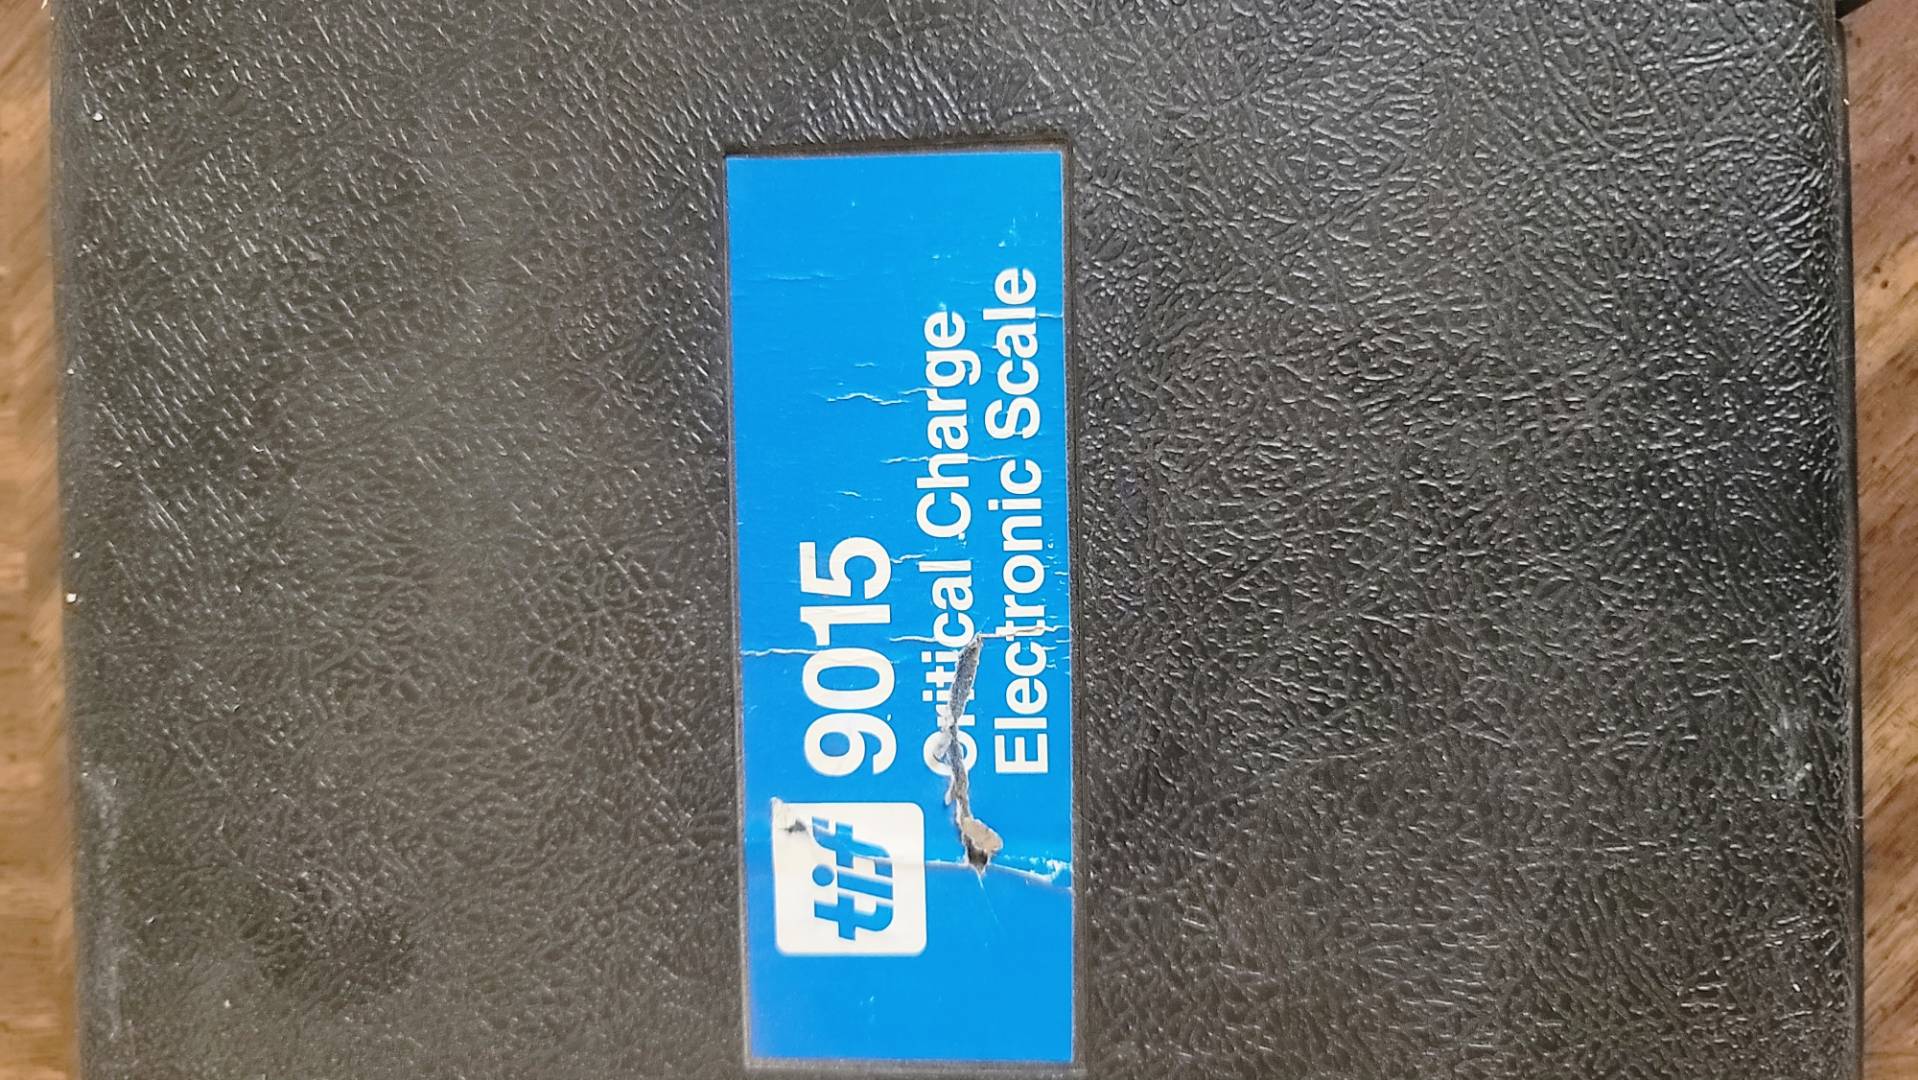 tif 9015
Critical Charge
Electronic Scale